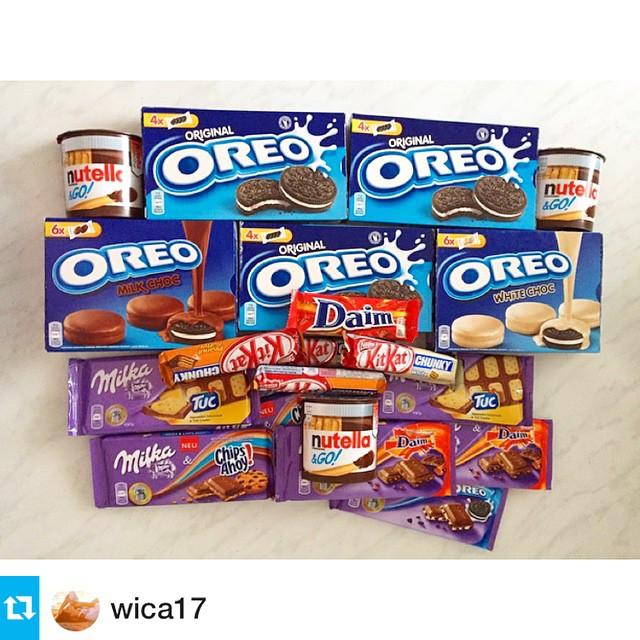 4x
ORIGINAL
OREO
4x
ORIGINAL
OREO
nutella
&GO!
nutel
&GO!
6x
OREO
MILK CHOC
4x
ORIGINAL
OREO
6x
OREO
WHITE CHOC
Daim
CHUNKY
KitKat
Kat
KitKat
CHUNKY
Milka
TUC
TUC
Milka
NEU
&
Chips
Ahoy!
nutella
&GO!
Daim
Daim
OREO
wica17